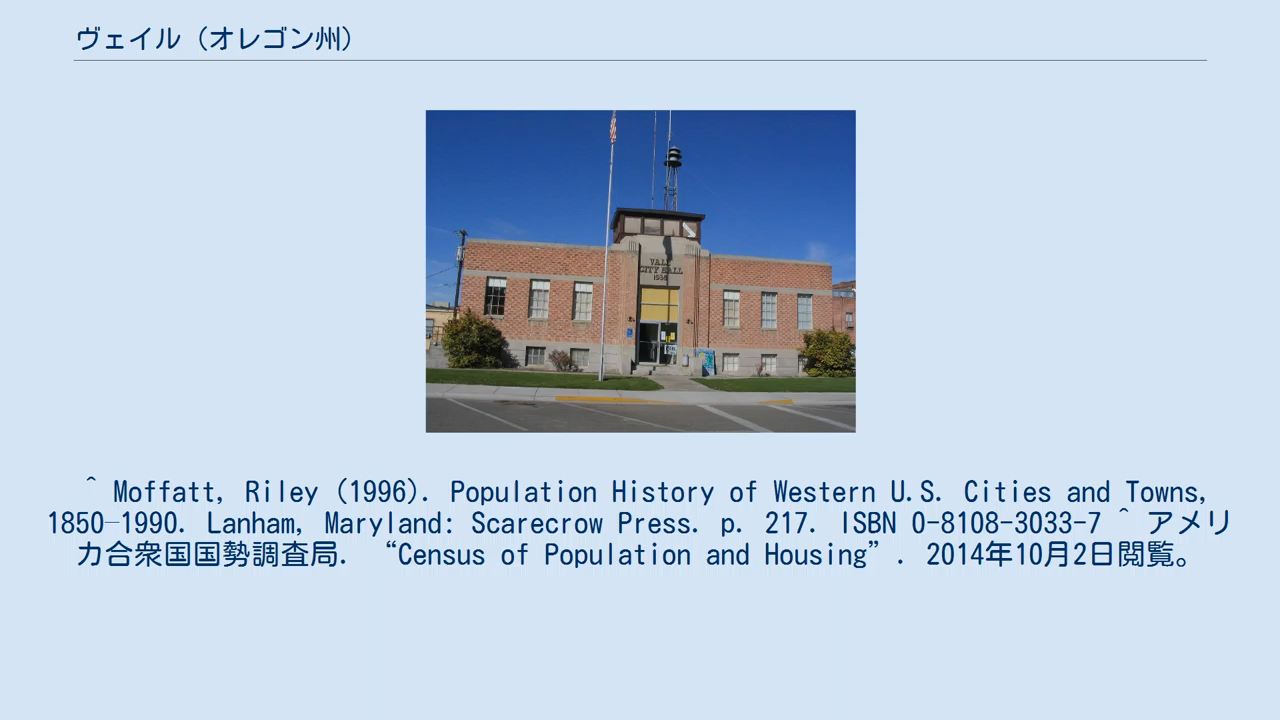 ヴェイル（オレゴン州）
VALE
CITY HALL
^ Moffatt, Riley (1996). Population History of Western U.S. Cities and Towns,
1850–1990. Lanham, Maryland: Scarecrow Press. p. 217. ISBN 0-8108-3033-7 ^ アメリ
カ合衆国国勢調査局. “Census of Population and Housing”. 2014年10月2日閲覧。